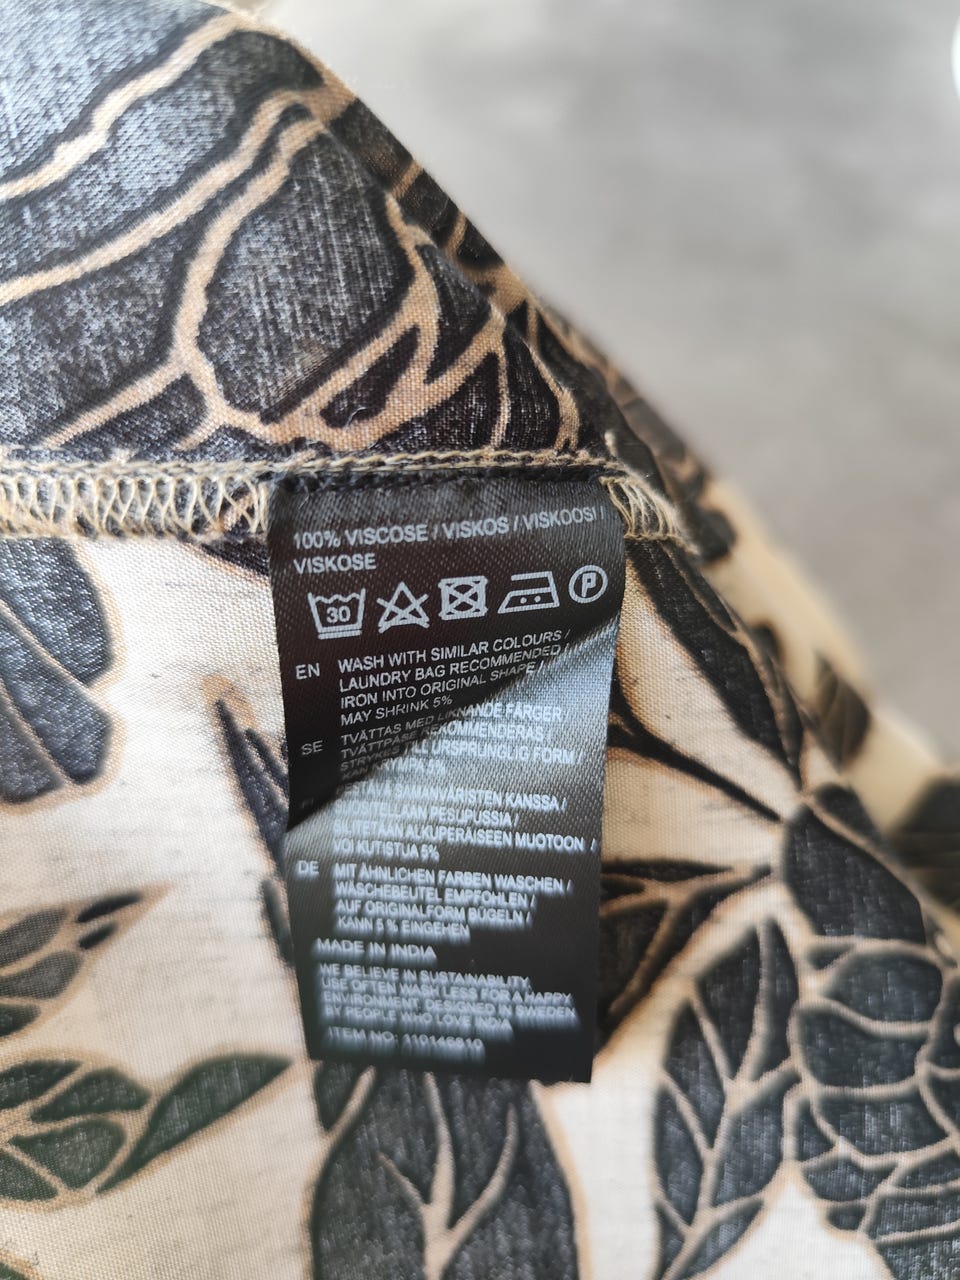 100% VISCOSE / VISKOS / VISKOOSI /
VISKOSE
30 P
EN WASH WITH SIMILAR COLOURS /
LAUNDRY BAG RECOMMENDED /
IRON INTO ORIGINAL SHAPE /
MAY SHRINK 5%
SE TVÄTTAS MED LIKNANDE FÄRGER
TVÄTTPÅSE REKOMMENDERAS /
STRYKES TILL URSPRUNGLIG FORM /
5%
SAMANVÄRISTEN KANSSA /
PESUPUSSIA /
SILITETÄÄN ALKUPERÄISEEN MUOTOON /
VOI KUTISTUA 5%
DE MIT ÄHNLICHEN FARBEN WASCHEN /
WÄSCHEBEUTEL EMPFOHLEN /
AUF ORIGINALFORM BÜGELN /
KANN 5 % EINGEHEN
MADE IN INDIA
WE BELIEVE IN SUSTAINABILITY.
USE OFTEN WASH LESS FOR A HAPPY
ENVIRONMENT. DESIGNED IN SWEDEN
BY PEOPLE WHO LOVE INDIA
ITEM NO: